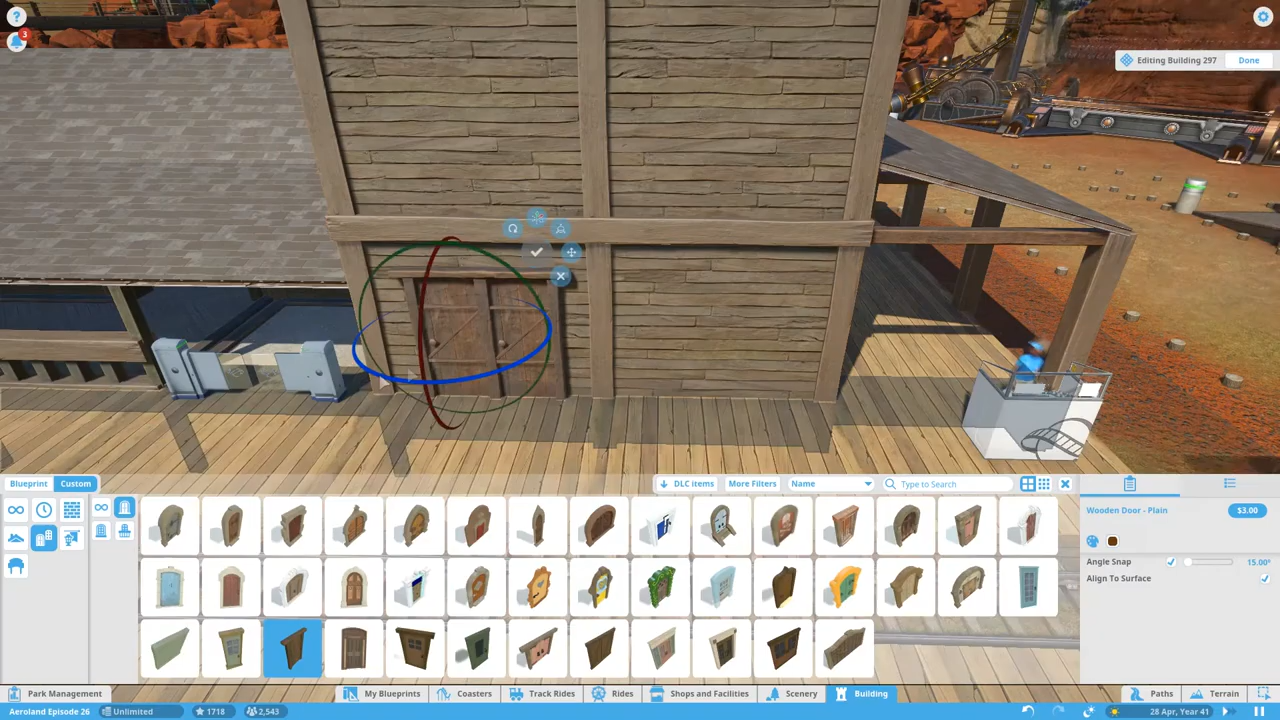 ?
3
Editing Building 297 Done
Blueprint Custom
DLC items More Filters Name Type to Search
Wooden Door - Plain $3.00
Angle Snap 15.00°
Align To Surface
Park Management My Blueprints Coasters Track Rides Rides Shops and Facilities Scenery Building Paths Terrain
Aeroland Episode 26 Unlimited 1718 2,543 28 Apr, Year 41